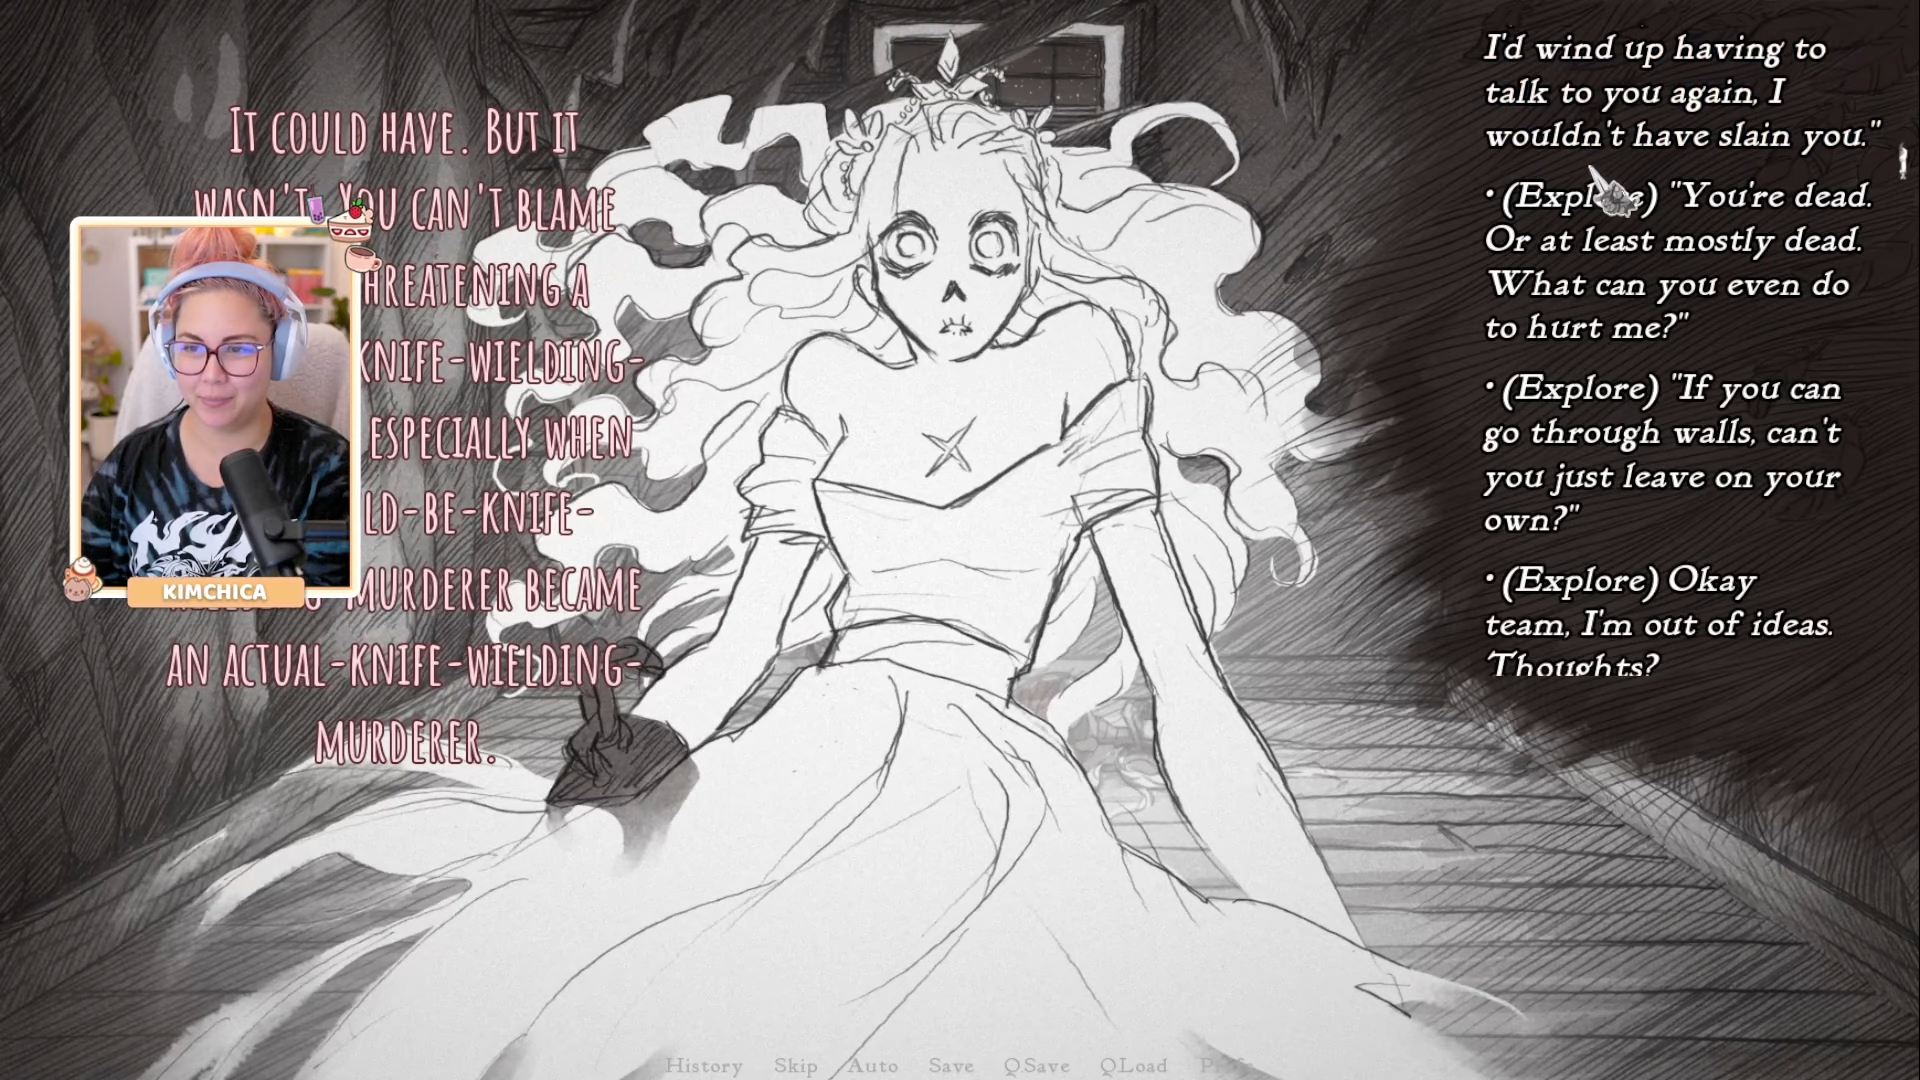 IT COULD HAVE. BUT IT
WASN'T. YOU CAN'T BLAME
HREATENING A
KNIFE-WIELDING-
ESPECIALLY WHEN
LD-BE-KNIFE-
MURDERER BECAME
AN ACTUAL-KNIFE-WIELDING-
MURDERER.
KIMCHICA
I'd wind up having to
talk to you again, I
wouldn't have slain you."
• (Explore) "You're dead.
Or at least mostly dead.
What can you even do
to hurt me?"
• (Explore) "If you can
go through walls, can't
you just leave on your
own?"
• (Explore) Okay
team, I'm out of ideas.
Thoughts?
History Skip Auto Save Q.Save Q.Load